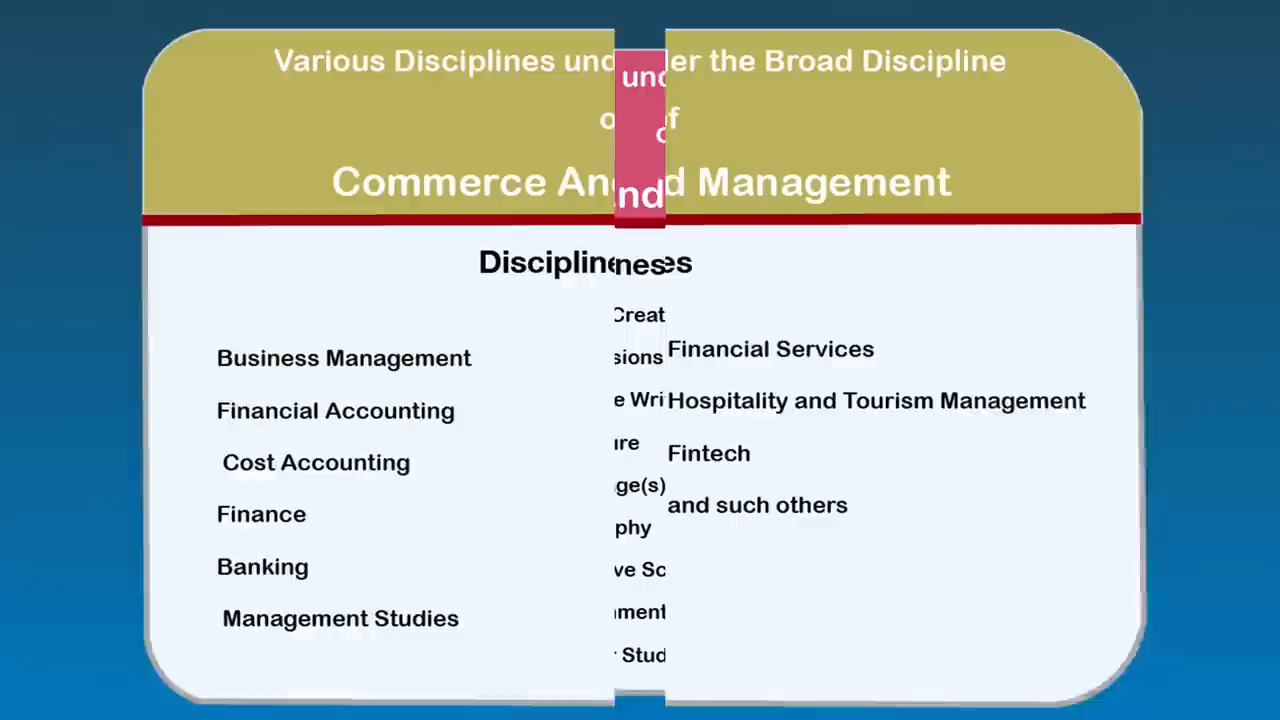 Various Disciplines under the Broad Discipline
of
Commerce And Management
Disciplines
Business Management
Financial Accounting
Cost Accounting
Finance
Banking
Management Studies
Financial Services
Hospitality and Tourism Management
Fintech
and such others